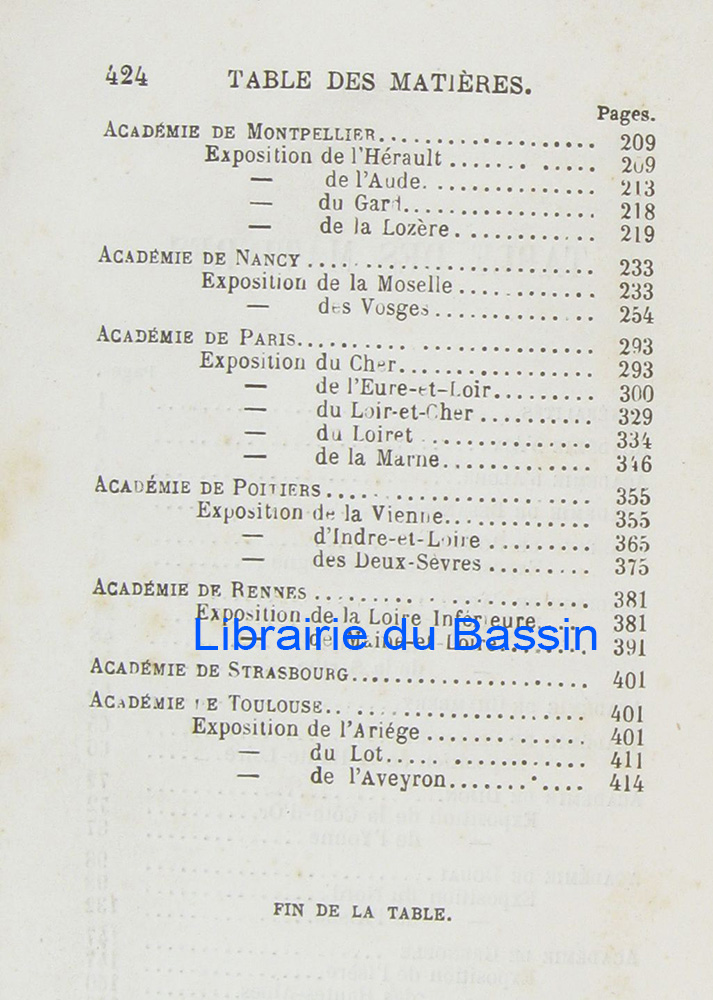 424 TABLE DES MATIÈRES.
Pages.
ACADÉMIE DE MONTPELLIER.................... 209
Exposition de l'Hérault ............ 209
— de l'Aude............... 213
— du Gard................. 218
— de la Lozère............ 219
ACADÉMIE DE NANCY ......................... 233
Exposition de la Moselle ........... 233
— des Vosges.............. 254
ACADÉMIE DE PARIS.......................... 293
Exposition du Cher.................. 293
— de l'Eure-et-Loir......... 300
— du Loir-et-Cher .......... 329
— du Loiret ............... 334
— de la Marne............. 346
ACADÉMIE DE POITIERS....................... 355
Exposition de la Vienne............. 355
— d'Indre-et-Loire ......... 365
— des Deux-Sèvres ......... 375
ACADÉMIE DE RENNES ........................ 381
Exposition de la Loire Inférieure.... 381
— de Maine-et-Loire........ 391
Librairie du Bassin
ACADÉMIE DE STRASBOURG..................... 401
ACADÉMIE DE TOULOUSE....................... 401
Exposition de l'Ariége ............. 401
— du Lot.................. 411
— de l'Aveyron............ 414
FIN DE LA TABLE.